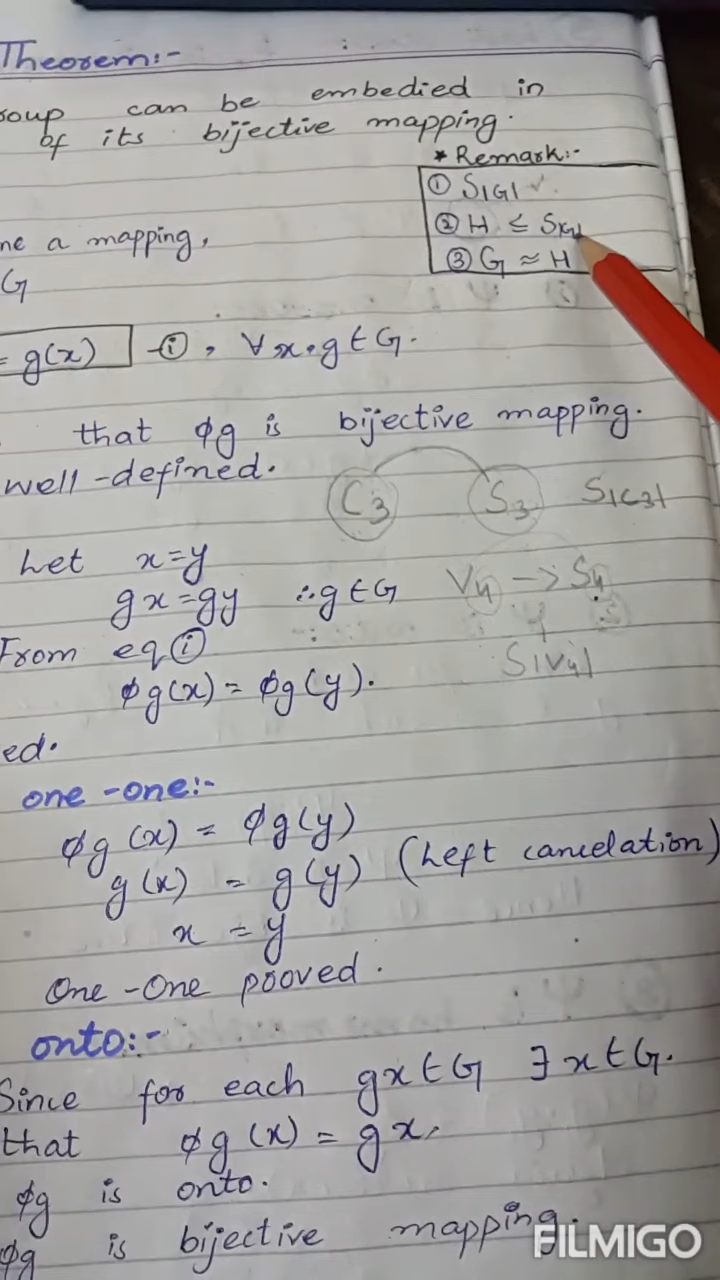 Theorem:-
roup can be embedied in
of its bijective mapping.
* Remark:-
① S|G| ✓
② H ≤ S|G|
③ G ≈ H
ne a mapping,
G
= g(x) -①, ∀ x, g ∈ G.
that ϕg is bijective mapping.
well-defined.
C3 S3 S|C3|
Let x=y
gx=gy ∴ g ∈ G
V4 -> S4
From eq ①
S|V4|
ϕg(x) = ϕg(y).
ed.
one-one:-
ϕg (x) = ϕg(y)
g(x) = g(y) (Left cancelation)
x = y
One-One pooved.
onto:-
Since for each gx ∈ G ∃ x ∈ G.
that ϕg (x) = gx,
ϕg is onto.
ϕg is bijective mapping.
FILMIGO